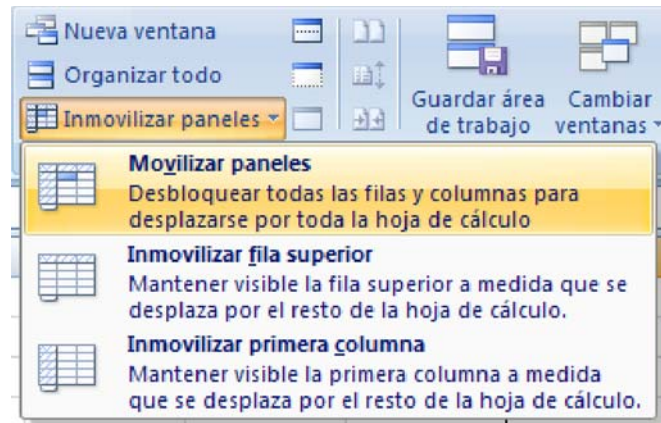 Nueva ventana
Organizar todo
Inmovilizar paneles
Guardar área
de trabajo
Cambiar
ventanas
Movilizar paneles
Desbloquear todas las filas y columnas para
desplazarse por toda la hoja de cálculo
Inmovilizar fila superior
Mantener visible la fila superior a medida que se
desplaza por el resto de la hoja de cálculo.
Inmovilizar primera columna
Mantener visible la primera columna a medida
que se desplaza por el resto de la hoja de cálculo.